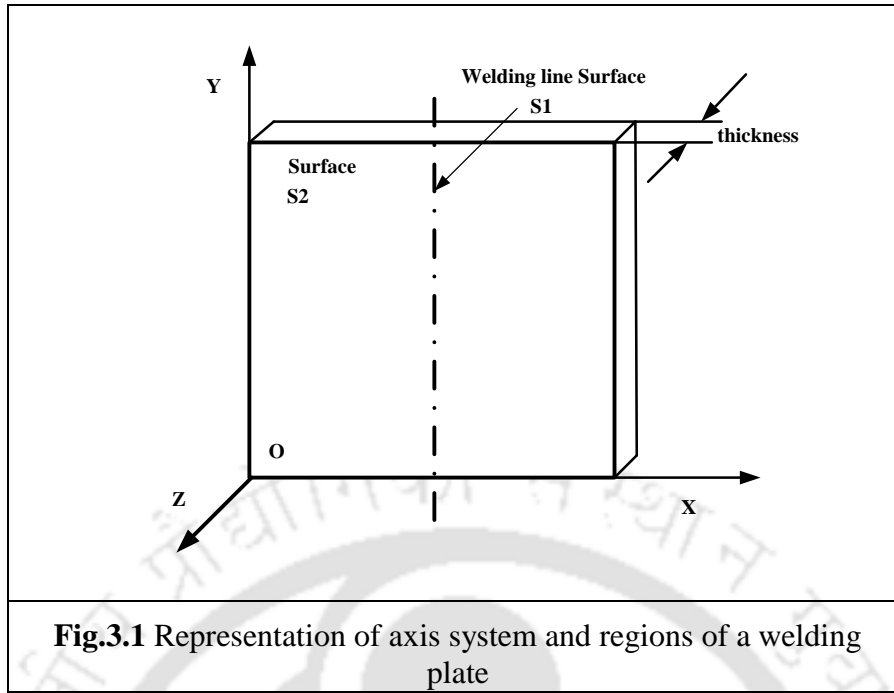 Y
Welding line Surface
S1
thickness
Surface
S2
O
Z
X
Fig.3.1 Representation of axis system and regions of a welding
plate